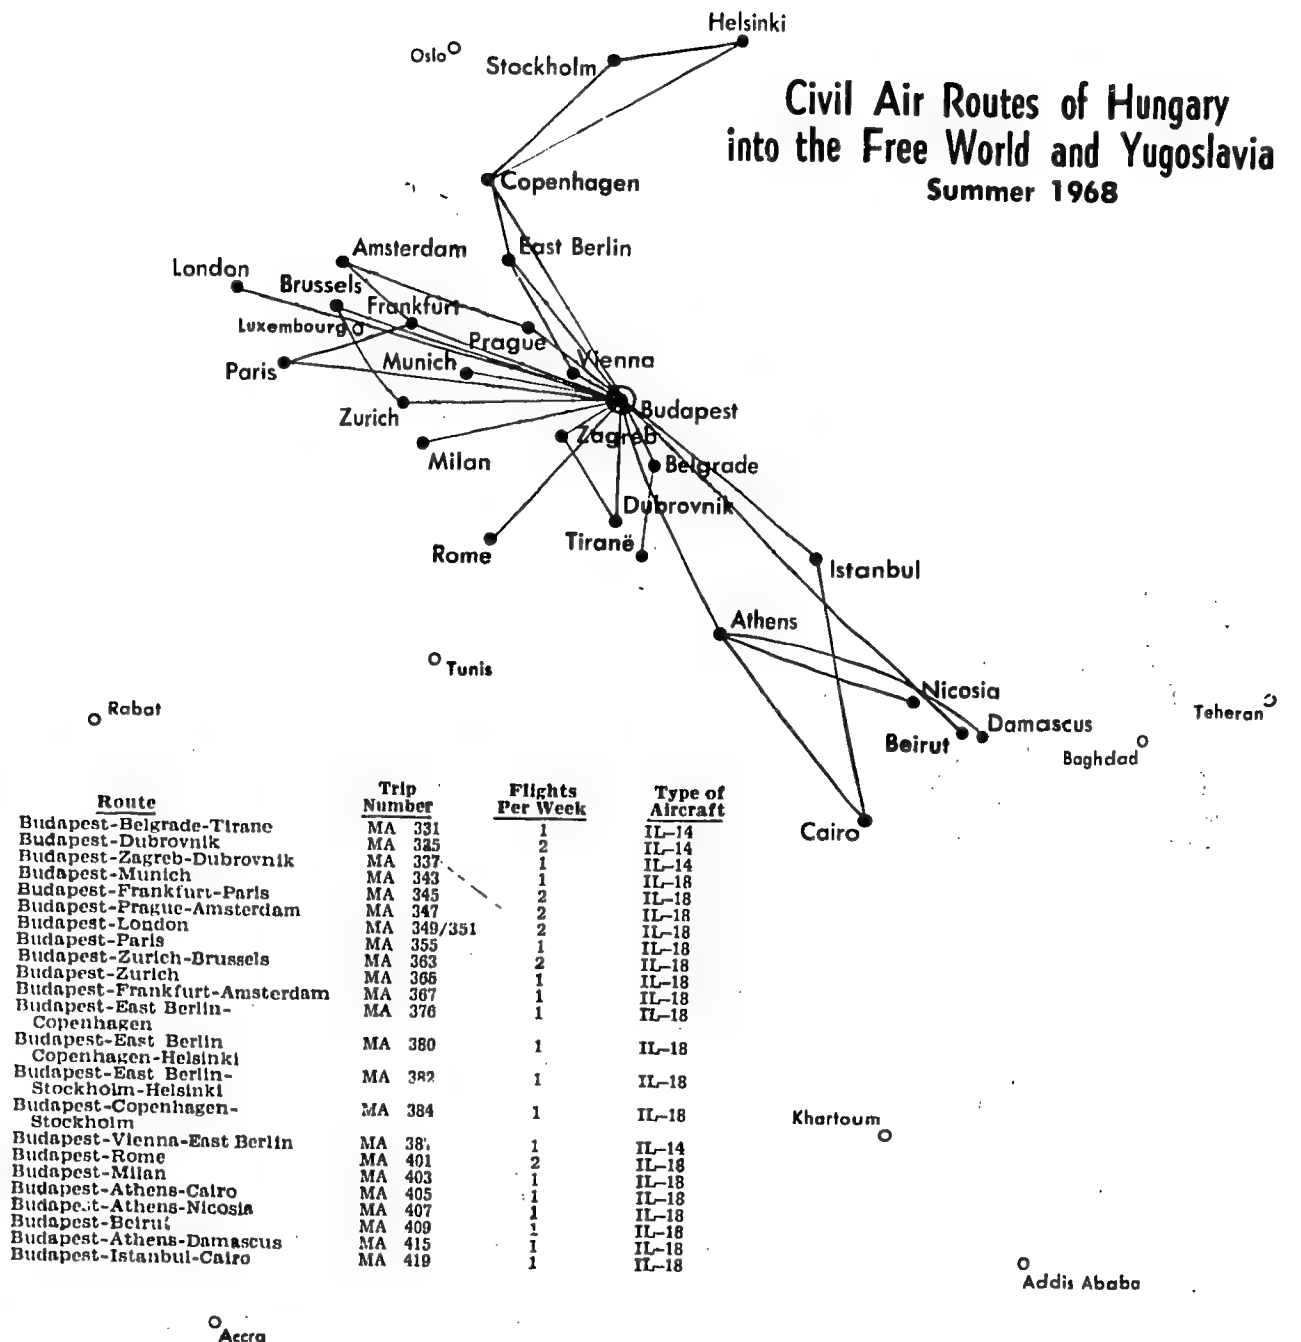 Helsinki
Oslo
Stockholm
Civil Air Routes of Hungary
into the Free World and Yugoslavia
Summer 1968
Copenhagen
East Berlin
Amsterdam
London
Brussels
Frankfurt
Luxembourg
Prague
Vienna
Munich
Paris
Budapest
Zurich
Zagreb
Milan
Belgrade
Dubrovnik
Tiranë
Rome
Istanbul
Athens
Tunis
Nicosia
Rabat
Teheran
Damascus
Beirut
Baghdad
Cairo
Route Trip Number Flights Per Week Type of Aircraft
Budapest-Belgrade-Tirane MA 331 1 IL-14
Budapest-Dubrovnik MA 335 2 IL-14
Budapest-Zagreb-Dubrovnik MA 337 1 IL-14
Budapest-Munich MA 343 1 IL-18
Budapest-Frankfurt-Paris MA 345 2 IL-18
Budapest-Prague-Amsterdam MA 347 2 IL-18
Budapest-London MA 349/351 2 IL-18
Budapest-Paris MA 355 1 IL-18
Budapest-Zurich-Brussels MA 363 2 IL-18
Budapest-Zurich MA 1 IL-18
Budapest-Frankfurt-Amsterdam MA 367 1 IL-18
Budapest-East Berlin-
Copenhagen MA 376 1 IL-18
Budapest-East Berlin
Copenhagen-Helsinki MA 380 1 IL-18
Budapest-East Berlin-
Stockholm-Helsinki MA 382 1 IL-18
Budapest-Copenhagen-
Stockholm MA 384 1 IL-18
Budapest-Vienna-East Berlin MA 1 IL-14
Budapest-Rome MA 401 2 IL-18
Budapest-Milan MA 403 1 IL-18
Budapest-Athens-Cairo MA 405 1 IL-18
Budapest-Athens-Nicosia MA 407 1 IL-18
Budapest-Beirut MA 409 1 IL-18
Budapest-Athens-Damascus MA 415 1 IL-18
Budapest-Istanbul-Cairo MA 419 1 IL-18
Khartoum
Addis Ababa
Accra